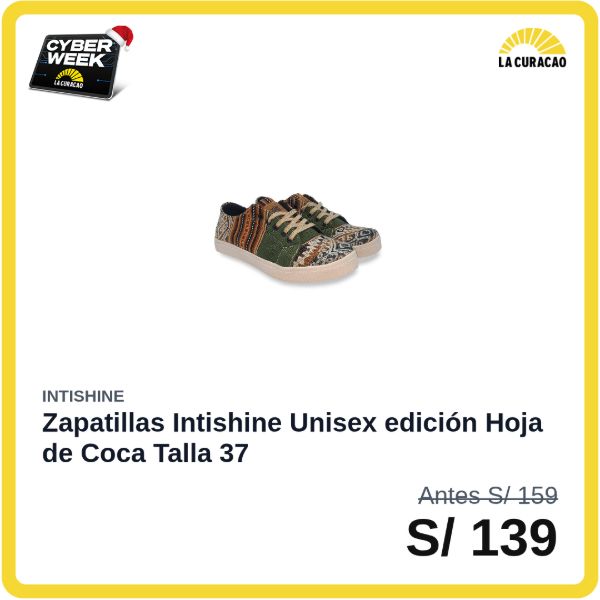 CYBER
WEEK
LA CURACAO
LA CURACAO
INTISHINE
Zapatillas Intishine Unisex edición Hoja
de Coca Talla 37
Antes S/ 159
S/ 139